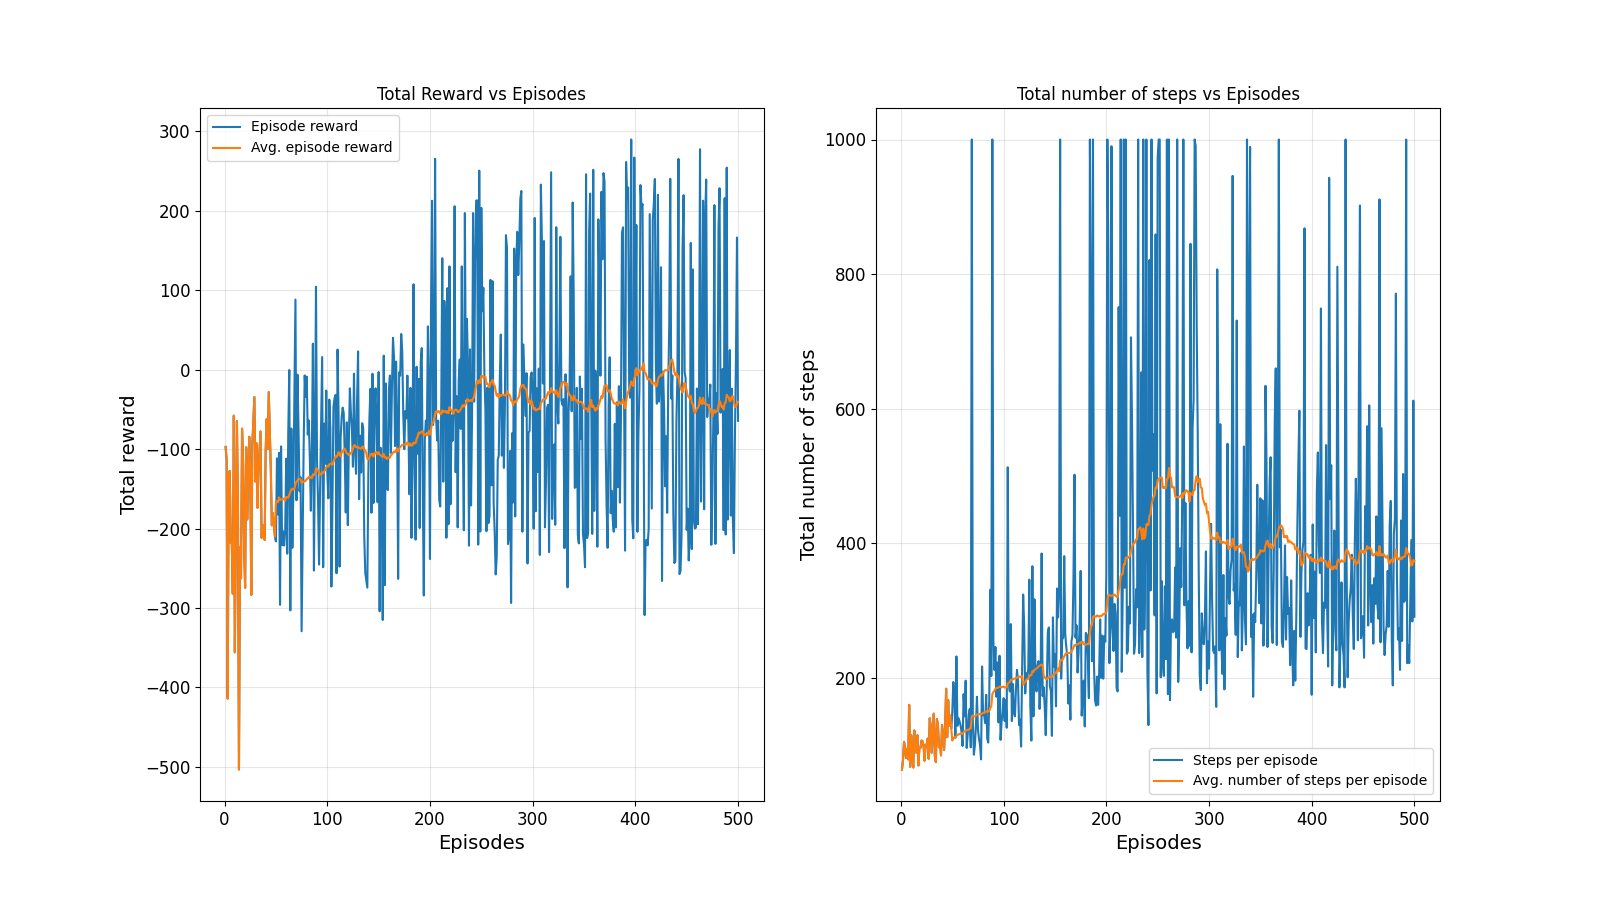 Total Reward vs Episodes
Episode reward
Avg. episode reward
300
200
100
0
−100
−200
−300
−400
−500
Total reward
0 100 200 300 400 500
Episodes
Total number of steps vs Episodes
1000
800
600
400
200
Total number of steps
Steps per episode
Avg. number of steps per episode
0 100 200 300 400 500
Episodes